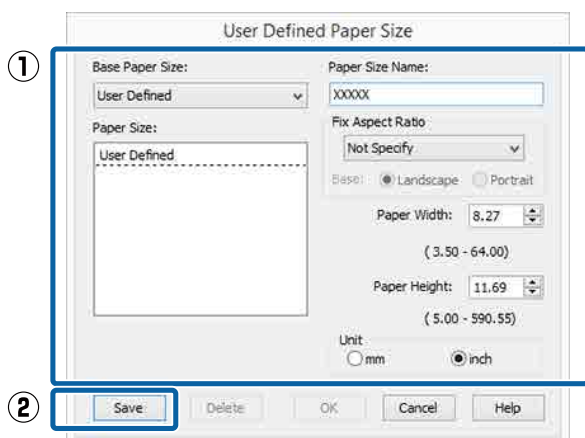 User Defined Paper Size
①
Base Paper Size:
User Defined
Paper Size:
User Defined
Paper Size Name:
XXXXX
Fix Aspect Ratio
Not Specify
Base: Landscape Portrait
Paper Width: 8.27
( 3.50 - 64.00)
Paper Height: 11.69
( 5.00 - 590.55)
Unit
mm inch
②
Save Delete OK Cancel Help